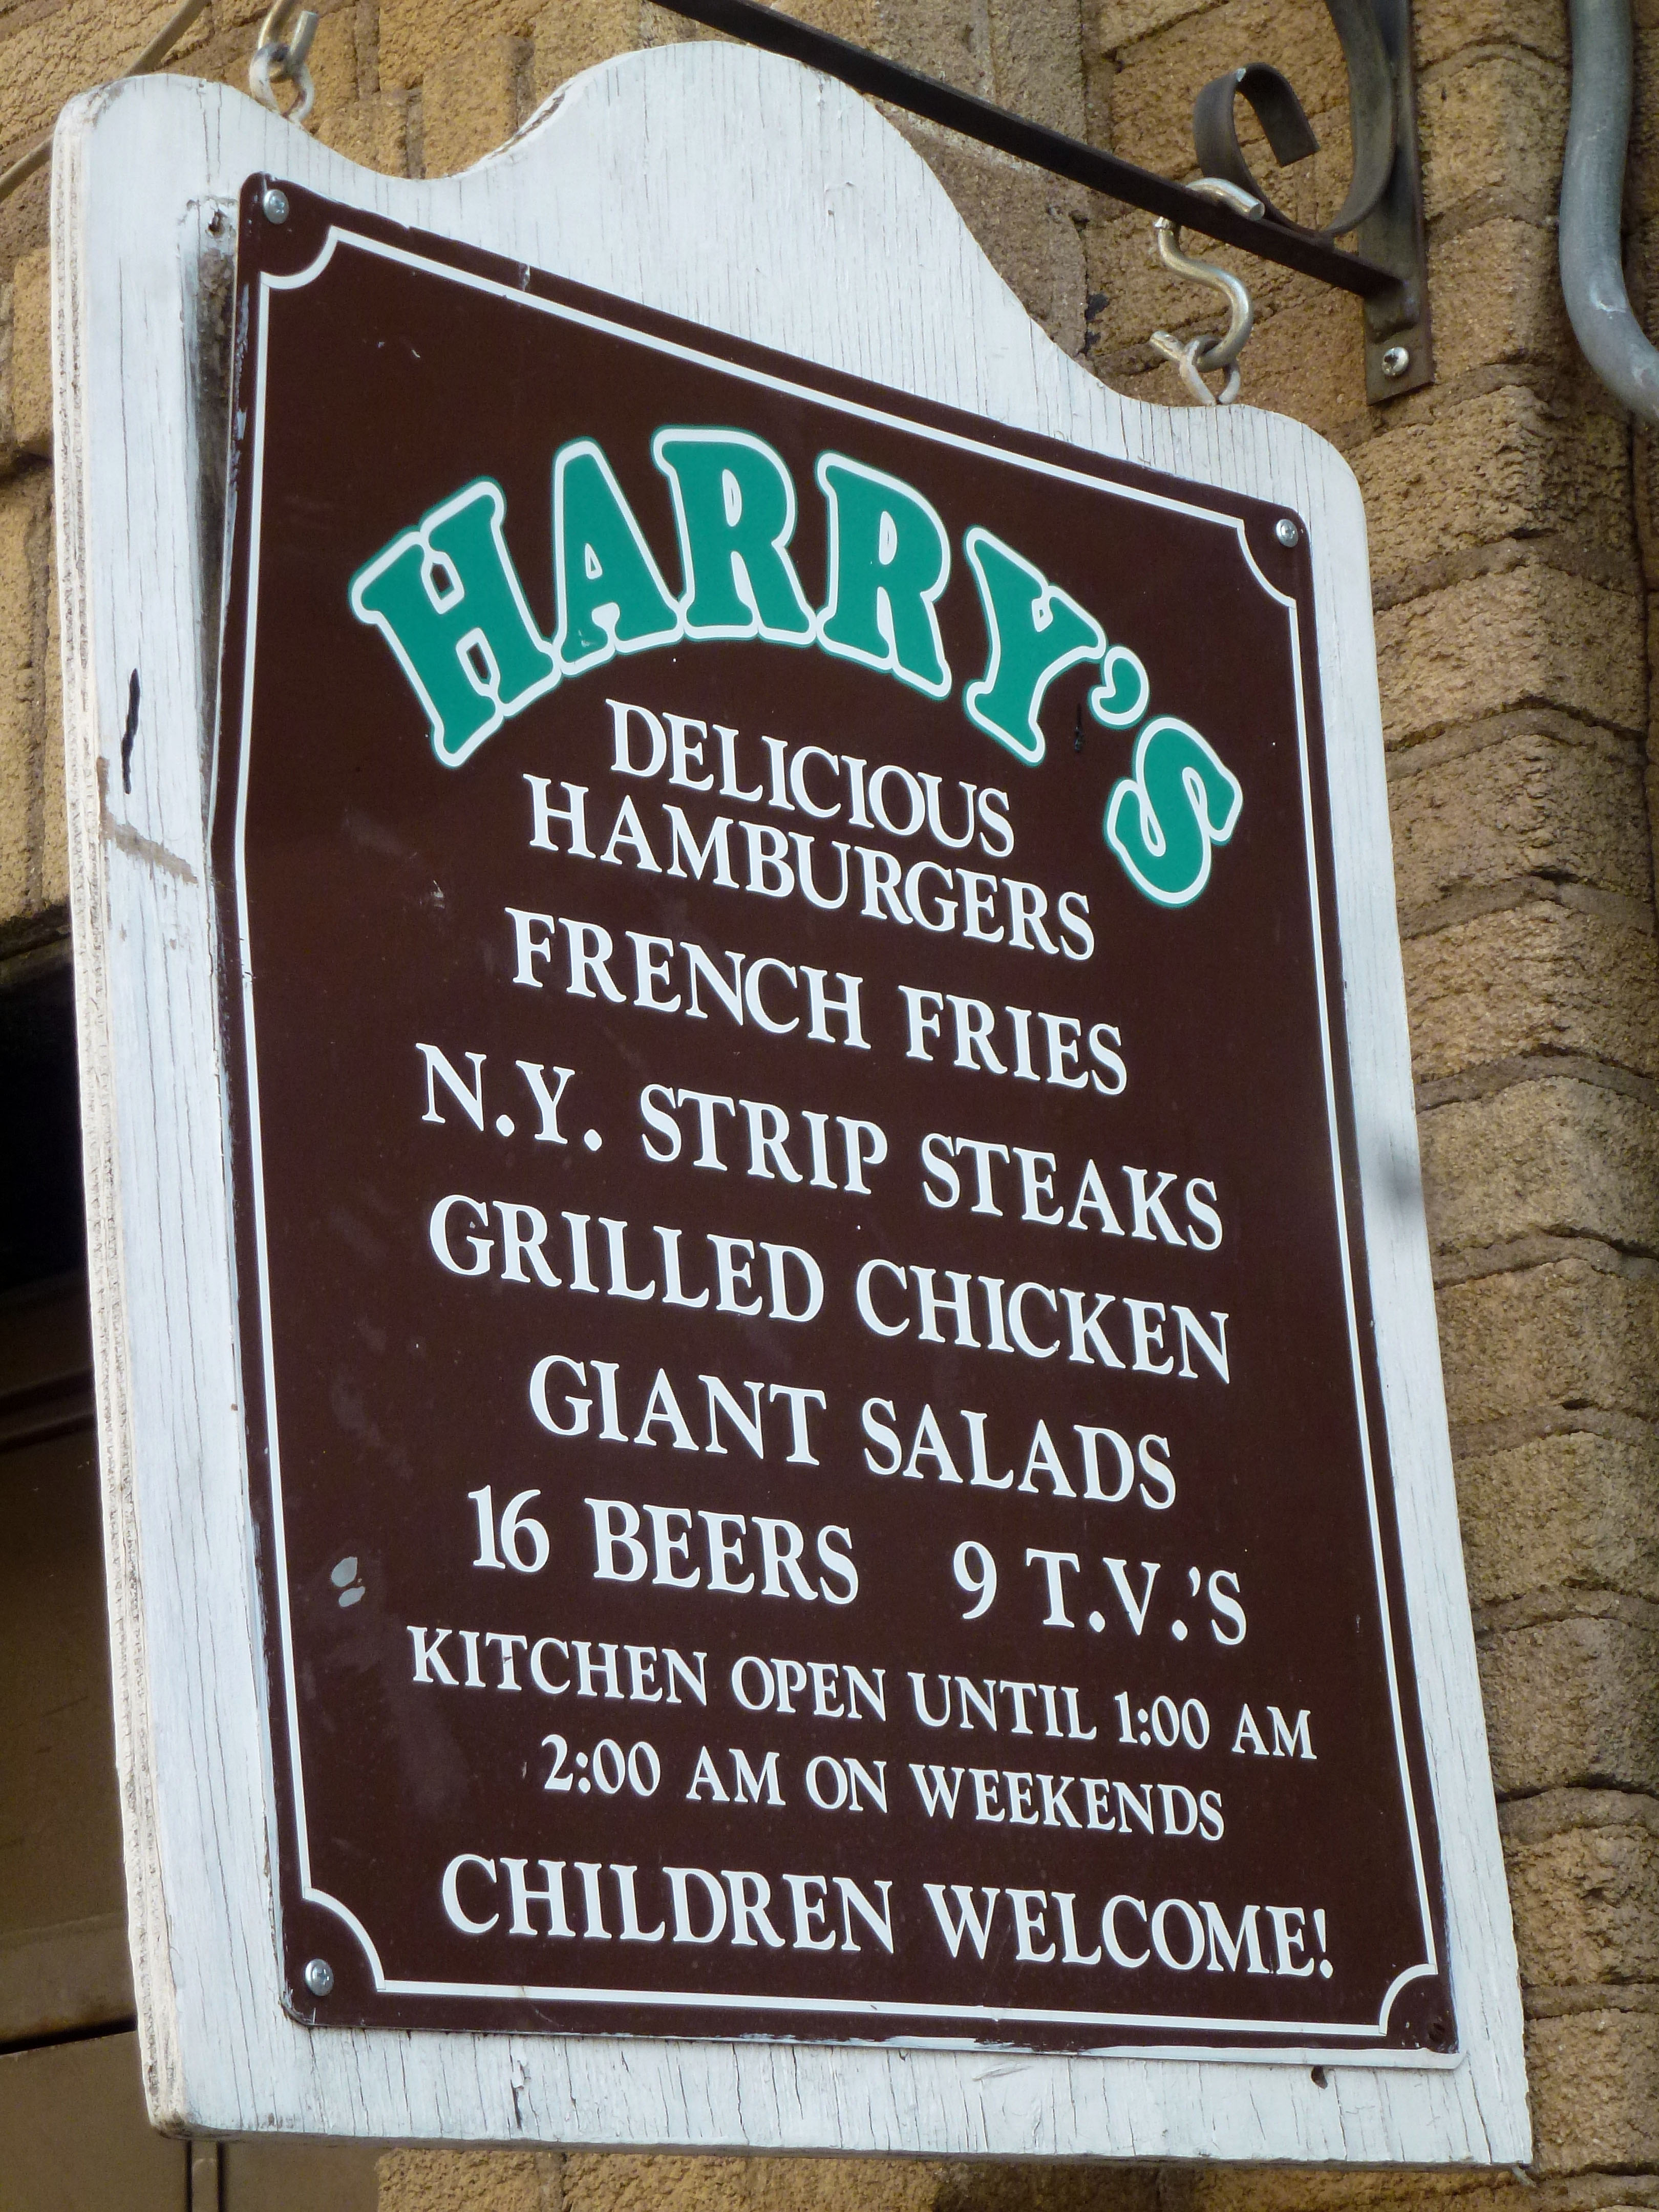 HARRY'S
DELICIOUS
HAMBURGERS
FRENCH FRIES
N.Y. STRIP STEAKS
GRILLED CHICKEN
GIANT SALADS
16 BEERS 9 T.V.'S
KITCHEN OPEN UNTIL 1:00 AM
2:00 AM ON WEEKENDS
CHILDREN WELCOME!